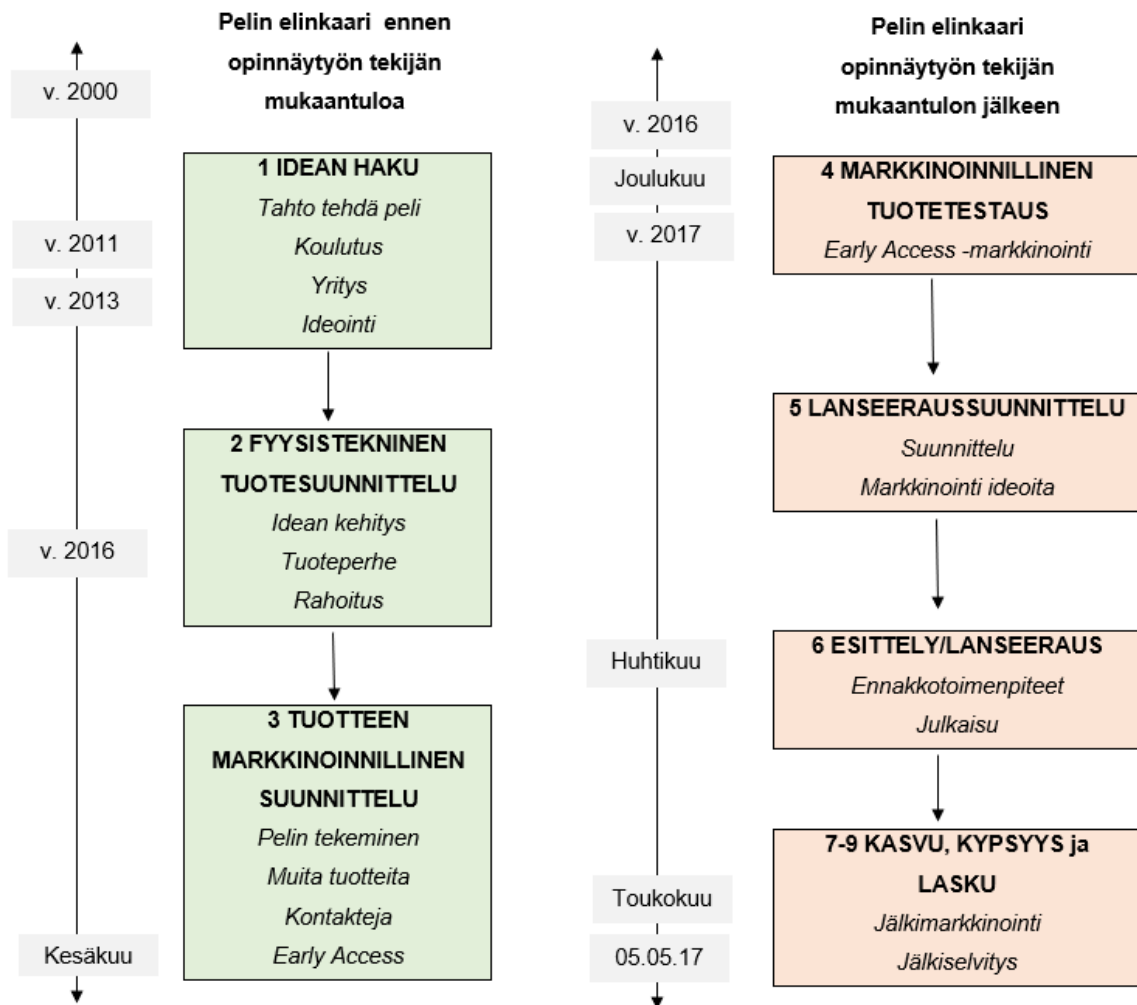 Pelin elinkaari ennen
opinnäytyön tekijän
mukaantuloa
v. 2000
v. 2011
v. 2013
v. 2016
Kesäkuu
1 IDEAN HAKU
Tahto tehdä peli
Koulutus
Yritys
Ideointi
2 FYYSISTEKNINEN
TUOTESUUNNITTELU
Idean kehitys
Tuoteperhe
Rahoitus
3 TUOTTEEN
MARKKINOINNILLINEN
SUUNNITTELU
Pelin tekeminen
Muita tuotteita
Kontakteja
Early Access
Pelin elinkaari
opinnäytyön tekijän
mukaantulon jälkeen
v. 2016
Joulukuu
v. 2017
Huhtikuu
Toukokuu
05.05.17
4 MARKKINOINNILLINEN
TUOTETESTAUS
Early Access -markkinointi
5 LANSEERAUSSUUNNITTELU
Suunnittelu
Markkinointi ideoita
6 ESITTELY/LANSEERAUS
Ennakkotoimenpiteet
Julkaisu
7-9 KASVU, KYPSYYS ja
LASKU
Jälkimarkkinointi
Jälkiselvitys